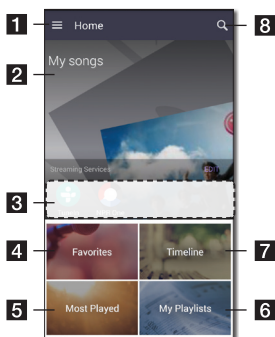 1
Home
8
2
My songs
Streaming Services
EDIT
3
4
Favorites
Timeline
7
5
Most Played
My Playlists
6